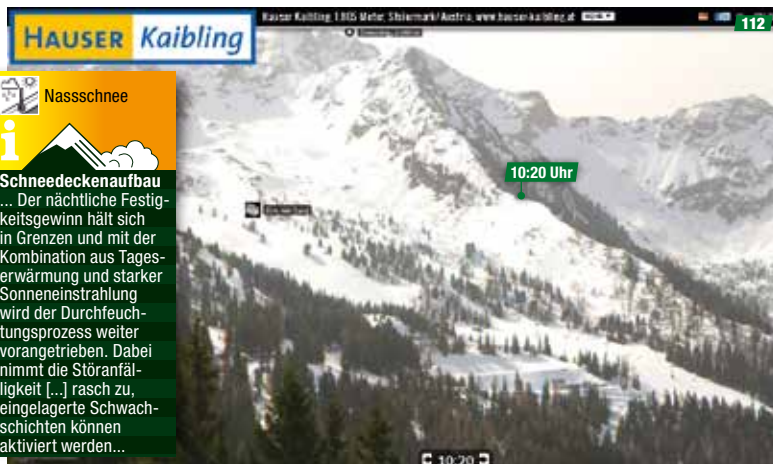 Hauser Kaibling, 1.805 Meter, Steiermark/Austria, www.hauser-kaibling.at
112
HAUSER Kaibling
Nassschnee
i
10:20 Uhr
Schneedeckenaufbau
... Der nächtliche Festig-
keitsgewinn hält sich
in Grenzen und mit der
Kombination aus Tages-
erwärmung und starker
Sonneneinstrahlung
wird der Durchfeuch-
tungsprozess weiter
vorangetrieben. Dabei
nimmt die Störanfäl-
ligkeit [...] rasch zu,
eingelagerte Schwach-
schichten können
aktiviert werden...
10:20